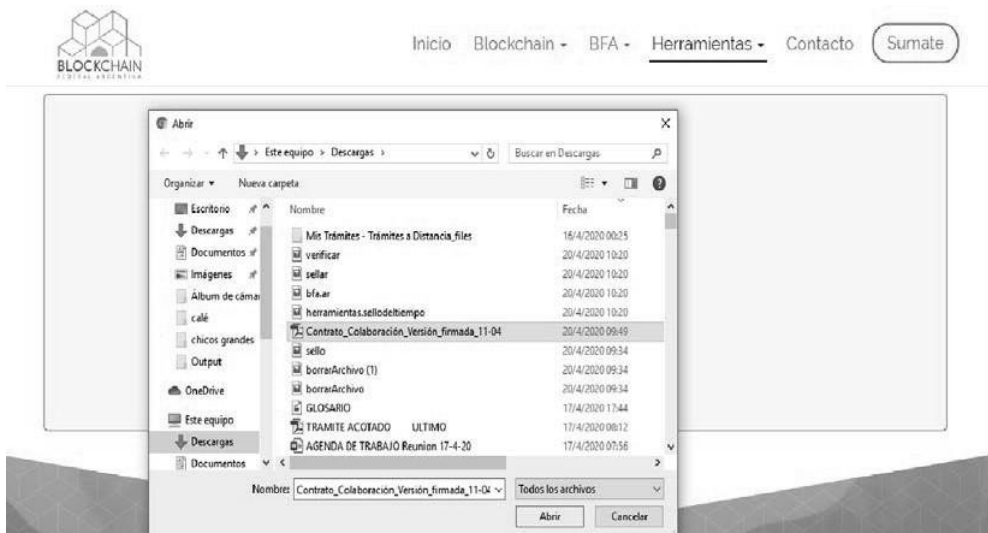 BLOCKCHAIN
FEDERAL ARGENTINA
Inicio Blockchain BFA Herramientas Contacto Sumate
Abrir
Este equipo > Descargas >
Buscar en Descargas
Organizar Nueva carpeta
Escritorio
Descargas
Documentos
Imágenes
Álbum de cámar
calé
chicos grandes
Output
OneDrive
Este equipo
Descargas
Documentos
Nombre Fecha
Mis Trámites - Trámites a Distancia_files 16/4/2020 00:25
verificar 20/4/2020 10:20
sellar 20/4/2020 10:20
bfa.ar 20/4/2020 10:20
herramientas.sellodeltiempo 20/4/2020 10:20
Contrato_Colaboración_Versión_firmada_11-04 20/4/2020 09:49
sello 20/4/2020 09:34
borrarArchivo (1) 20/4/2020 09:34
borrarArchivo 20/4/2020 09:34
GLOSARIO 17/4/2020 17:44
TRAMITE ACOTADO ULTIMO 17/4/2020 08:12
AGENDA DE TRABAJO Reunion 17-4-20 17/4/2020 07:56
Nombre: Contrato_Colaboración_Versión_firmada_11-04 Todos los archivos
Abrir Cancelar